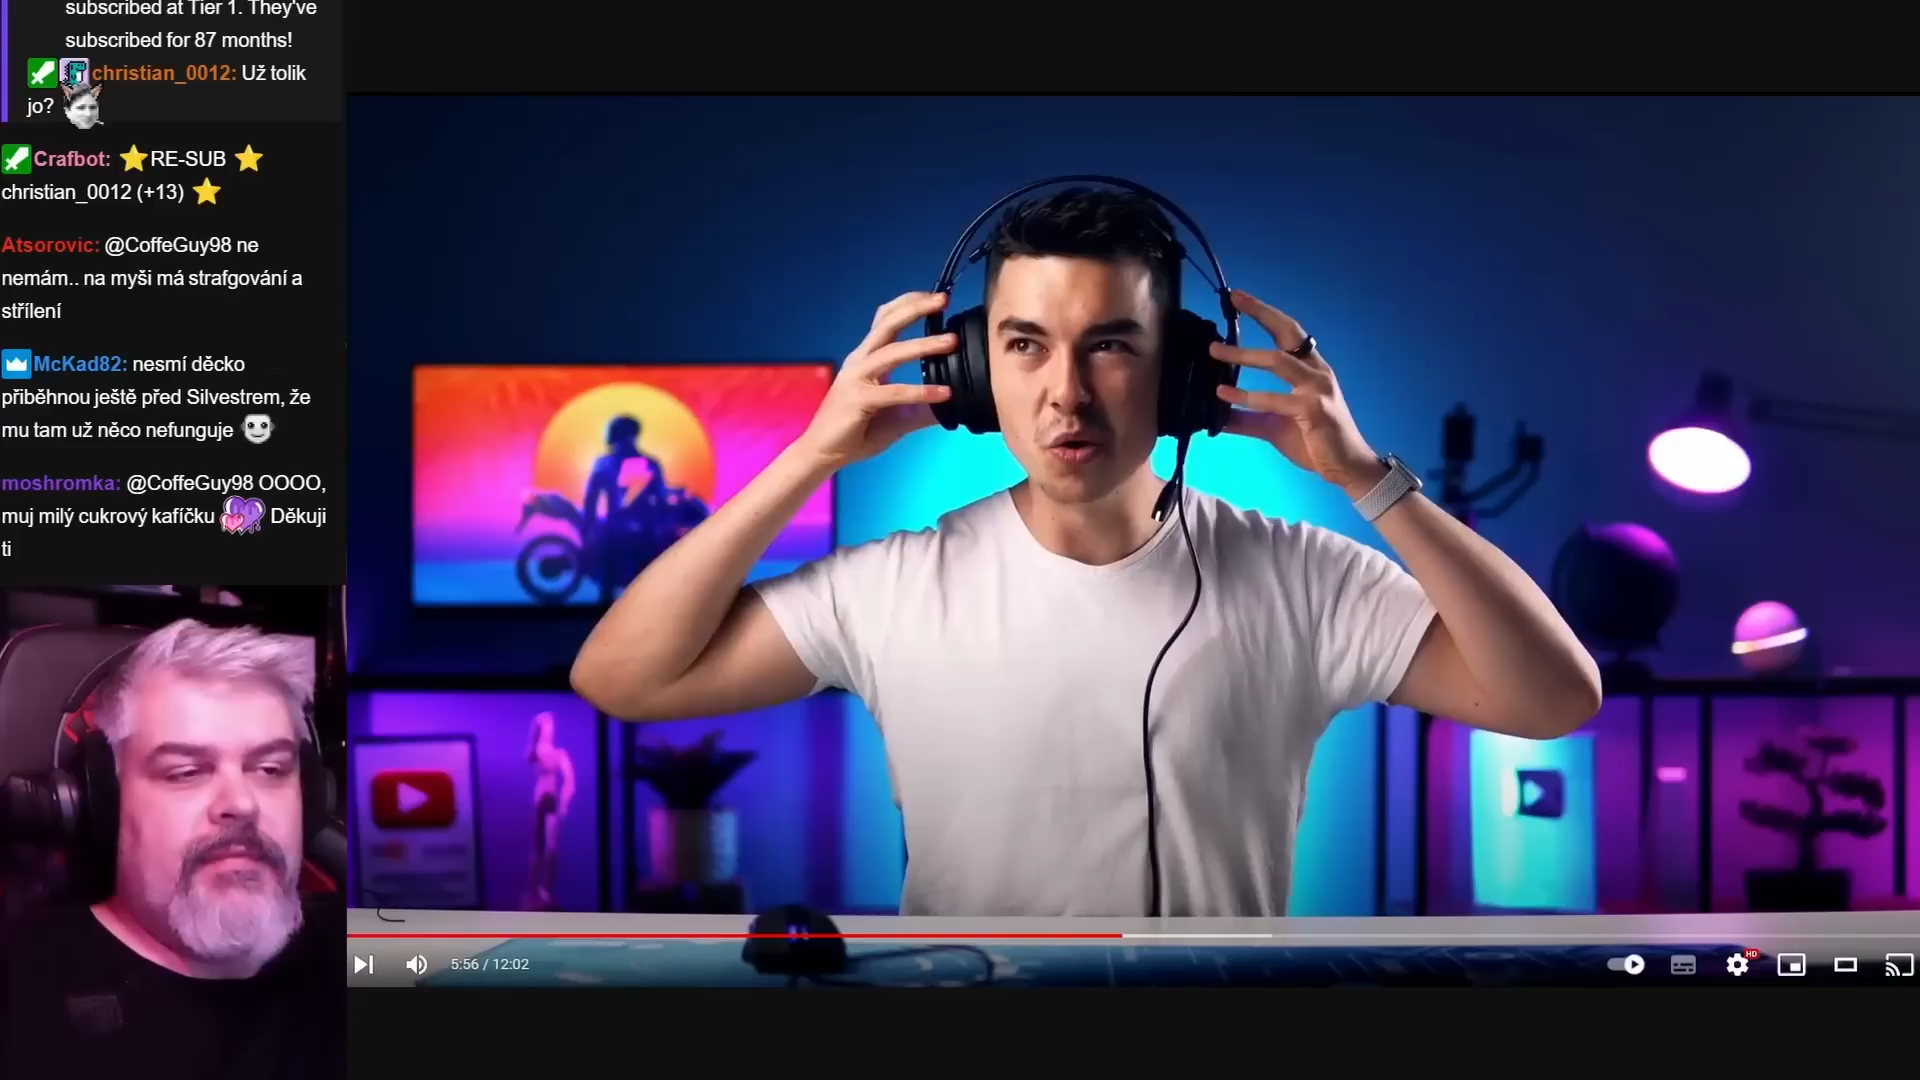 subscribed at Tier 1. They've
subscribed for 87 months!
christian_0012: Už tolik
jo?
Crafbot: ⭐RE-SUB ⭐
christian_0012 (+13) ⭐
Atsorovic: @CoffeGuy98 ne
nemám.. na myši má strafgování a
střílení
McKad82: nesmí děcko
přiběhnou ještě před Silvestrem, že
mu tam už něco nefunguje
moshromka: @CoffeGuy98 OOOO,
muj milý cukrový kafíčku Děkuji
ti
5:56 / 12:02
HD